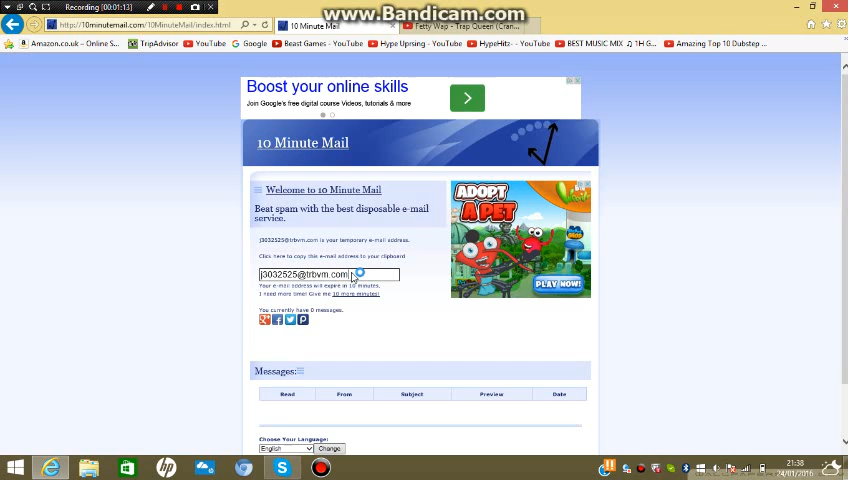 Recording [00:01:13]
www.Bandicam.com
http://10minutemail.com/10MinuteMail/index.html
10 Minute Mail
Fetty Wap - Trap Queen (Cran...
Amazon.co.uk – Online S...
TripAdvisor
YouTube
Google
Beast Games - YouTube
Hype Uprising - YouTube
HypeHitz- - YouTube
BEST MUSIC MIX
1H G...
Amazing Top 10 Dubstep ...
Boost your online skills
Join Google's free digital course Videos, tutorials & more
10 Minute Mail
Welcome to 10 Minute Mail
Beat spam with the best disposable e-mail
service.
j3032525@trbvm.com is your temporary e-mail address.
Click here to copy this e-mail address to your clipboard
j3032525@trbvm.com
Your e-mail address will expire in 10 minutes.
I need more time! Give me 10 more minutes!
You currently have 0 messages.
ADOPT
A PET
PLAY NOW!
Messages:
Read From Subject Preview Date
Choose Your Language:
English Change
21:38
24/01/2016